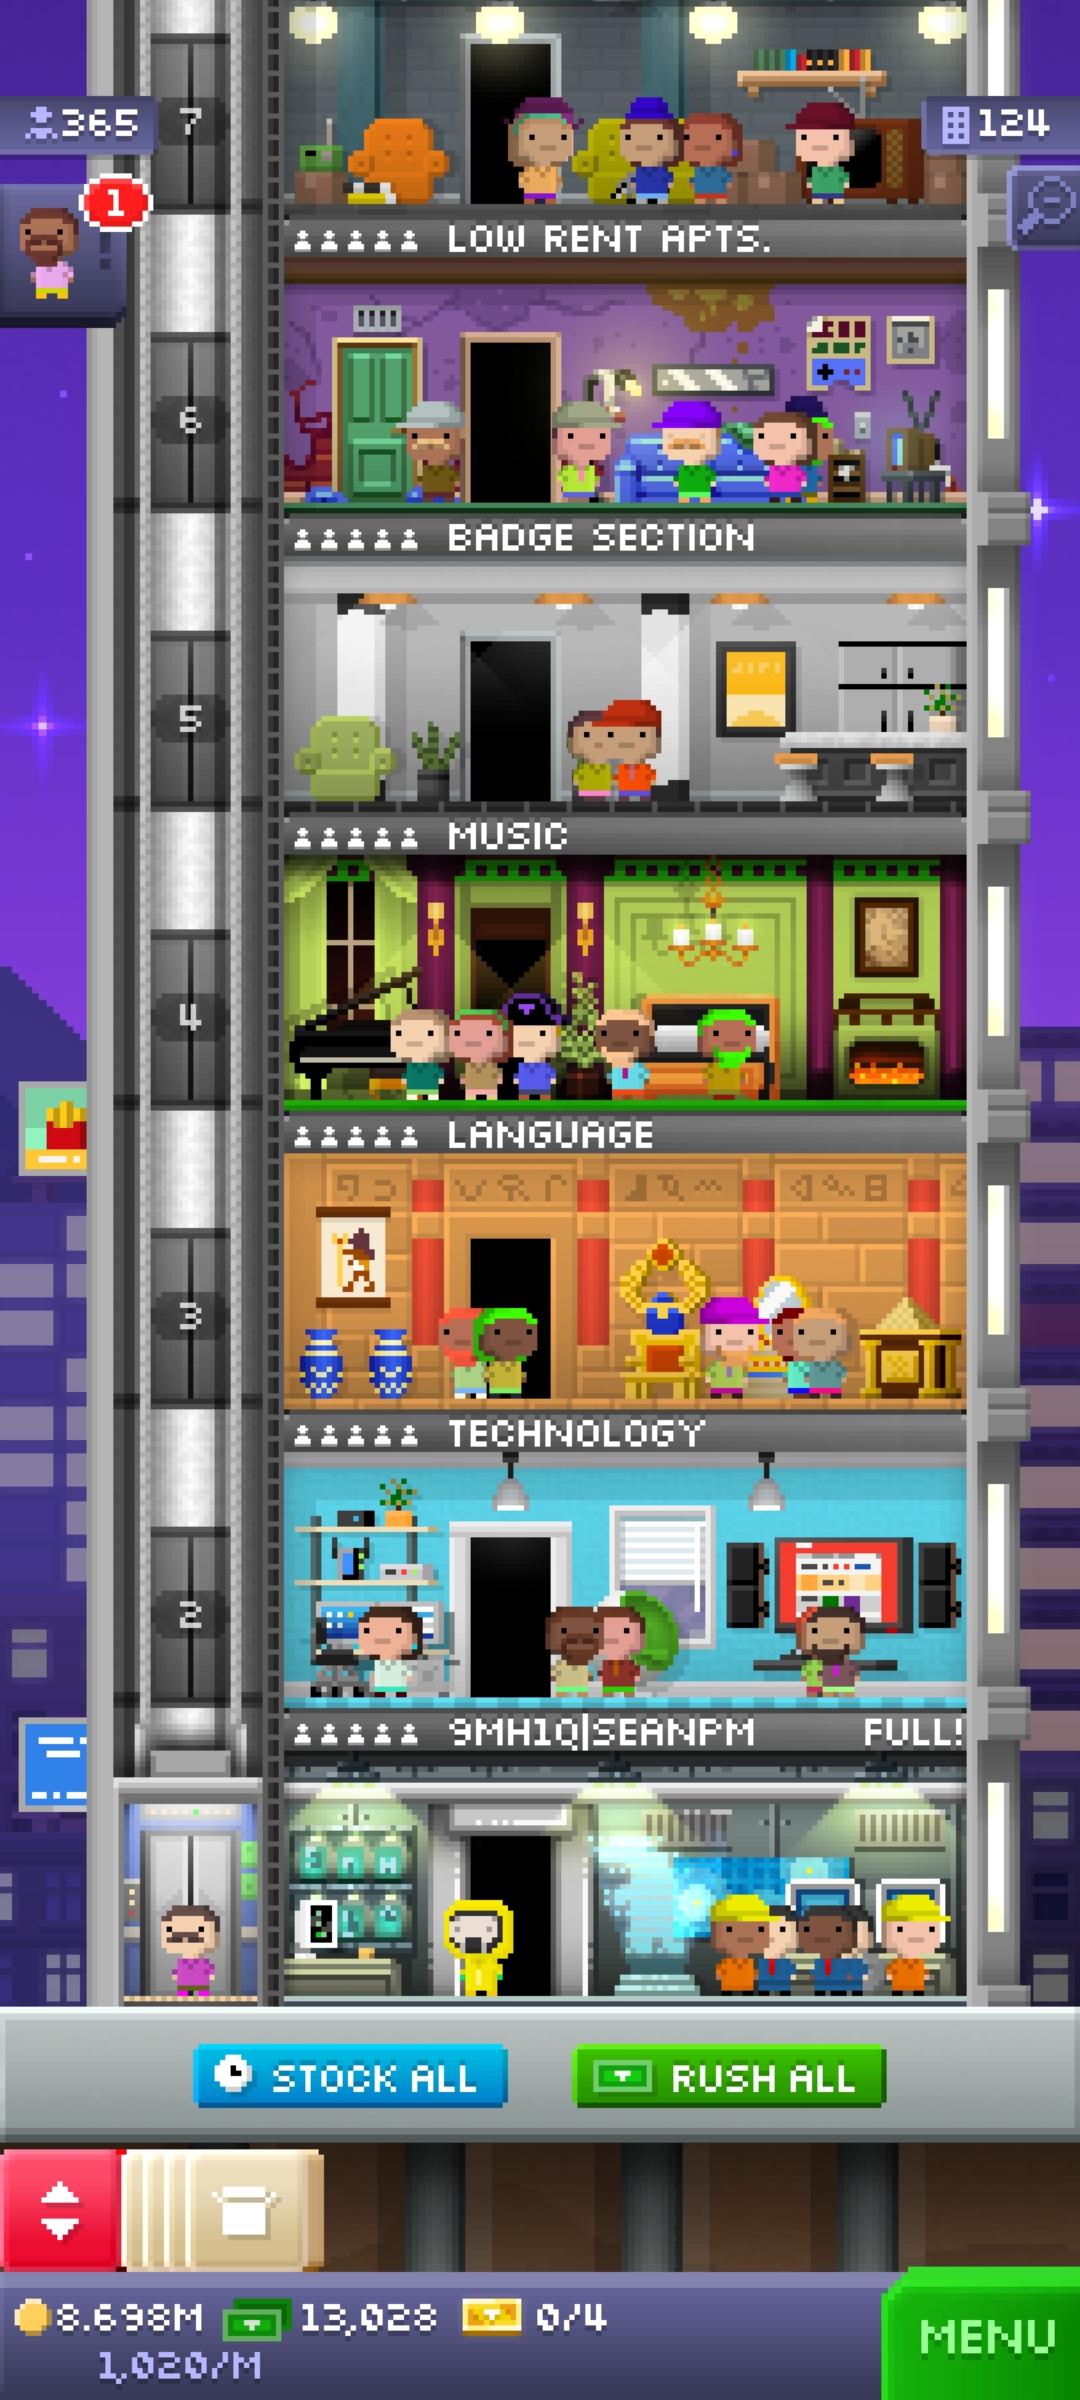 7
365
124
1
LOW RENT APTS.
6
BADGE SECTION
5
MUSIC
4
LANGUAGE
3
TECHNOLOGY
2
9MH1Q|SEANPM FULL!
STOCK ALL
RUSH ALL
8.698M 13,028 0/4
1,020/M
MENU